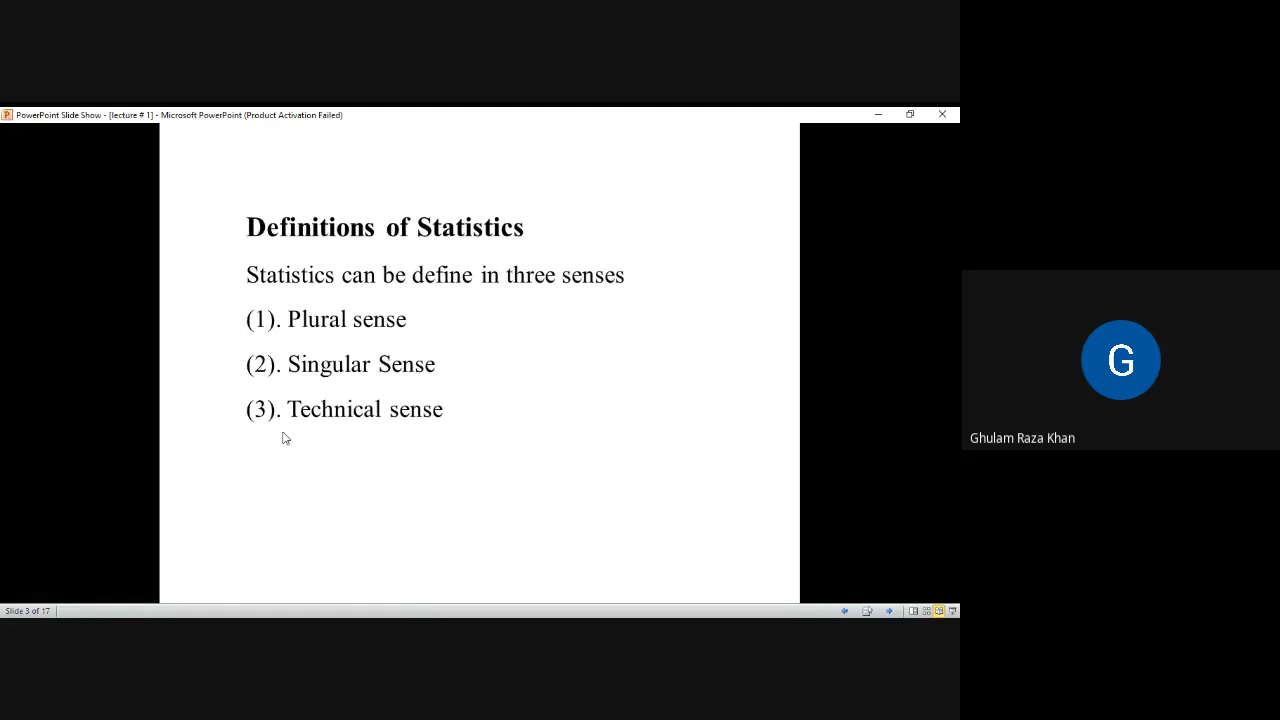 PowerPoint Slide Show - [lecture # 1] - Microsoft PowerPoint (Product Activation Failed)
Definitions of Statistics
Statistics can be define in three senses
(1). Plural sense
(2). Singular Sense
(3). Technical sense
G
Ghulam Raza Khan
Slide 3 of 17